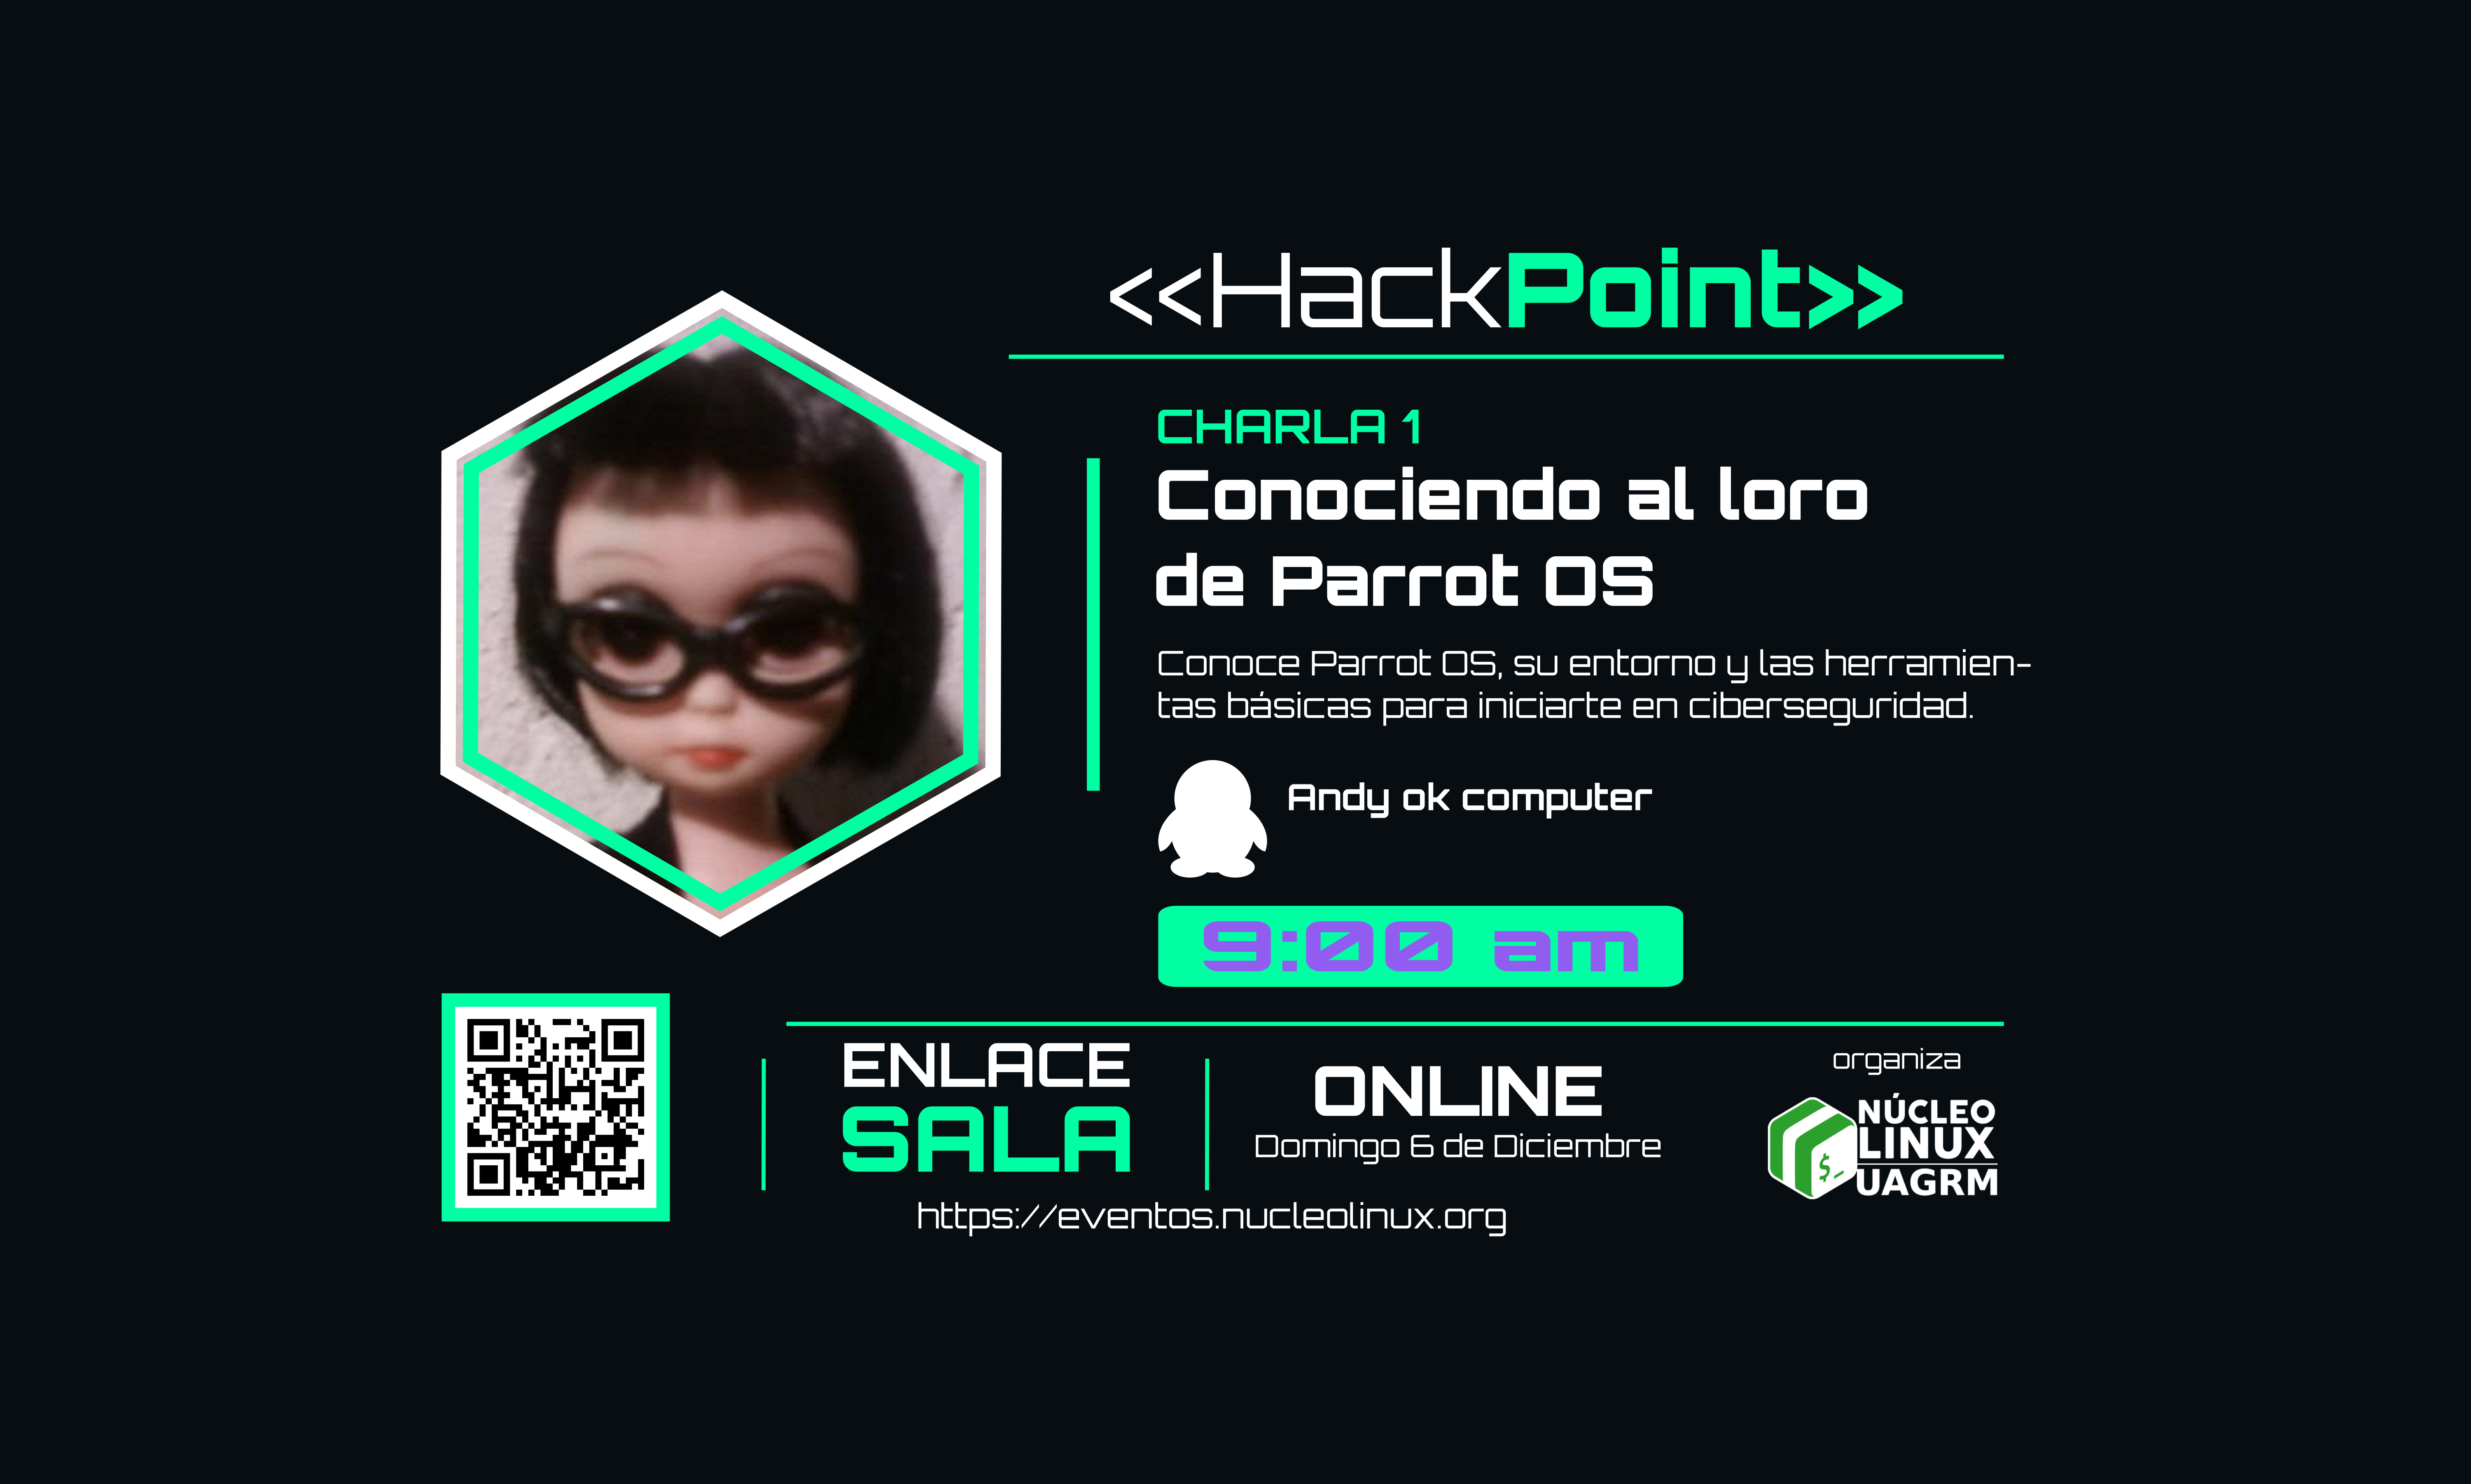 <<HackPoint>>
CHARLA 1
Conociendo al loro
de Parrot OS
Conoce Parrot OS, su entorno y las herramien-
tas básicas para iniciarte en ciberseguridad.
Andy ok computer
9:00 am
ENLACE
SALA
ONLINE
Domingo 6 de Diciembre
https://eventos.nucleolinux.org
organiza
NÚCLEO
LINUX
UAGRM
$_